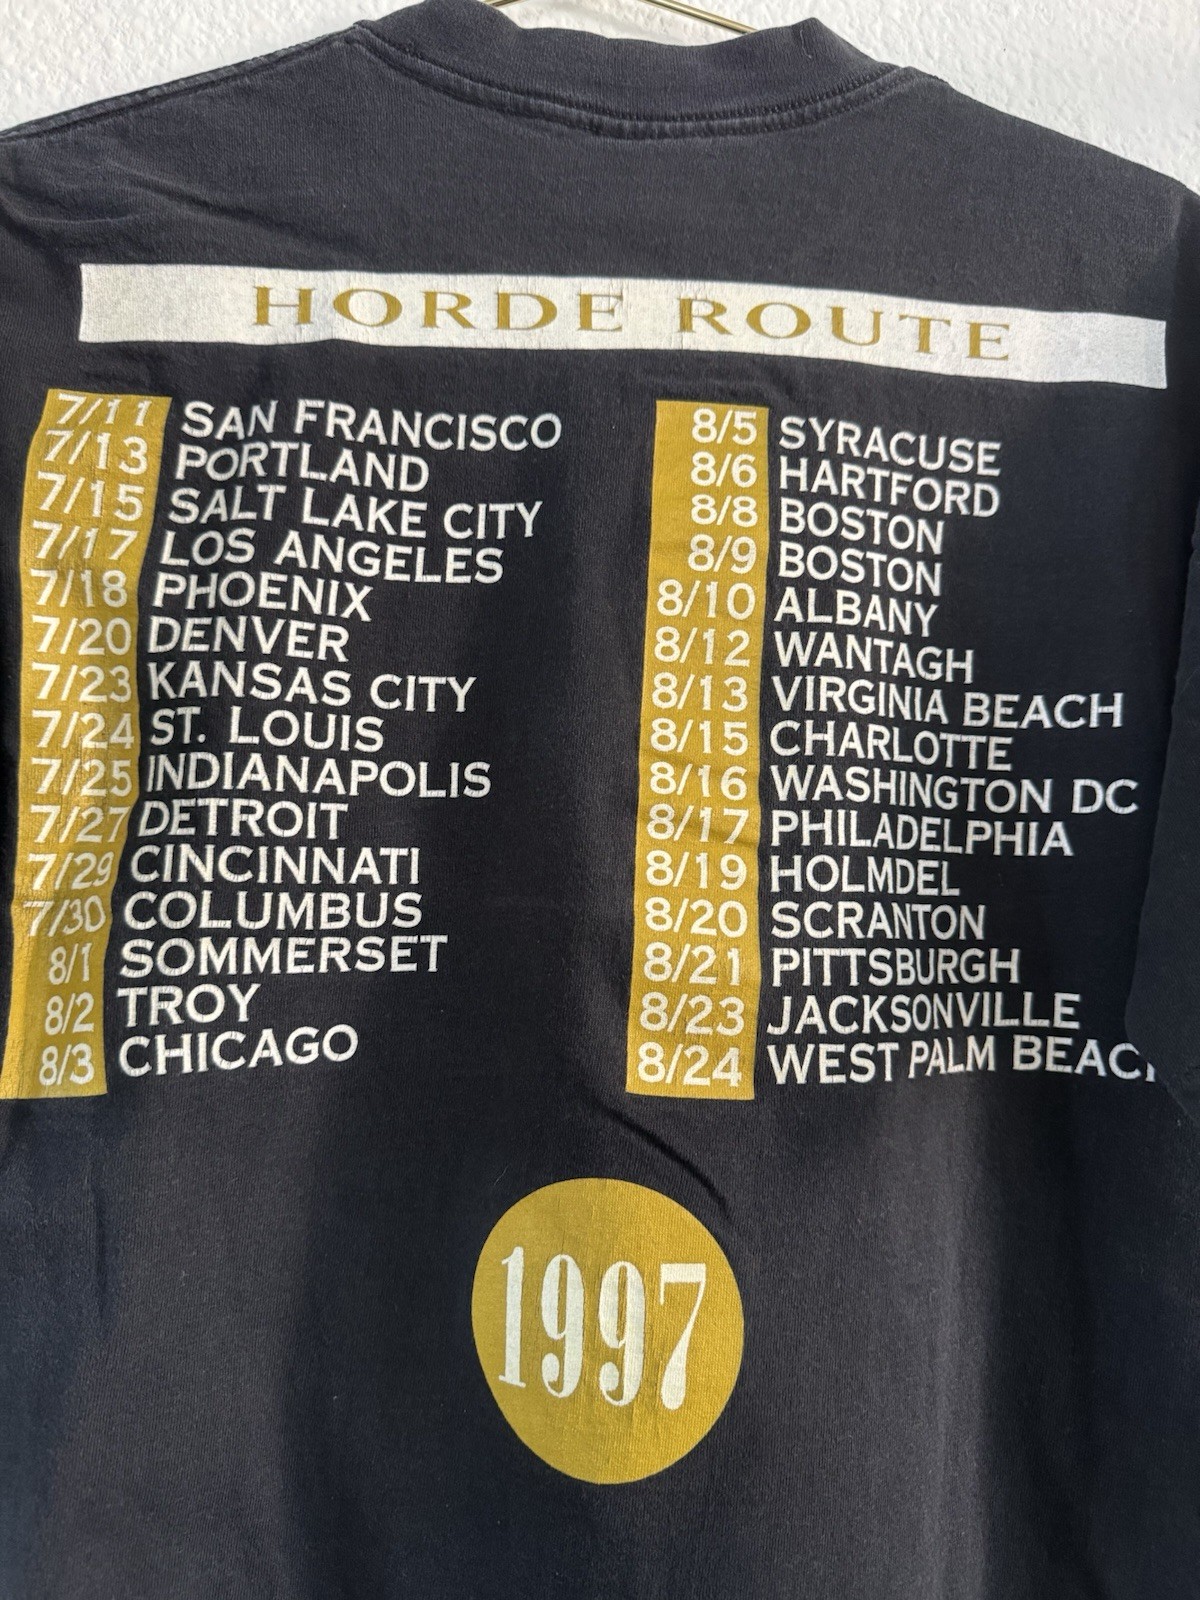 HORDE ROUTE
7/11 SAN FRANCISCO
7/13 PORTLAND
7/15 SALT LAKE CITY
7/17 LOS ANGELES
7/18 PHOENIX
7/20 DENVER
7/23 KANSAS CITY
7/24 ST. LOUIS
7/25 INDIANAPOLIS
7/27 DETROIT
7/29 CINCINNATI
7/30 COLUMBUS
8/1 SOMMERSET
8/2 TROY
8/3 CHICAGO
8/5 SYRACUSE
8/6 HARTFORD
8/8 BOSTON
8/9 BOSTON
8/10 ALBANY
8/12 WANTAGH
8/13 VIRGINIA BEACH
8/15 CHARLOTTE
8/16 WASHINGTON DC
8/17 PHILADELPHIA
8/19 HOLMDEL
8/20 SCRANTON
8/21 PITTSBURGH
8/23 JACKSONVILLE
8/24 WEST PALM BEACH
1997